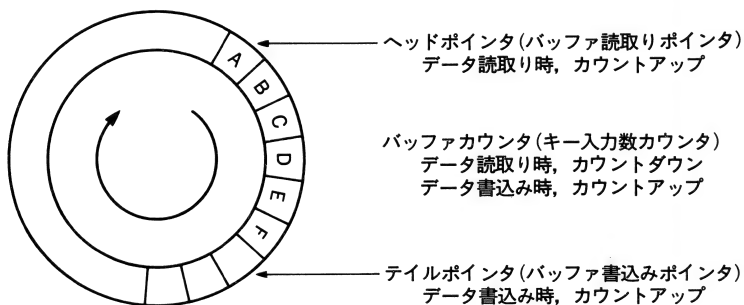 A
B
C
D
E
F
ヘッドポインタ(バッファ読取りポインタ)
データ読取り時，カウントアップ
バッファカウンタ(キー入力数カウンタ)
データ読取り時，カウントダウン
データ書込み時，カウントアップ
テイルポインタ(バッファ書込みポインタ)
データ書込み時，カウントアップ